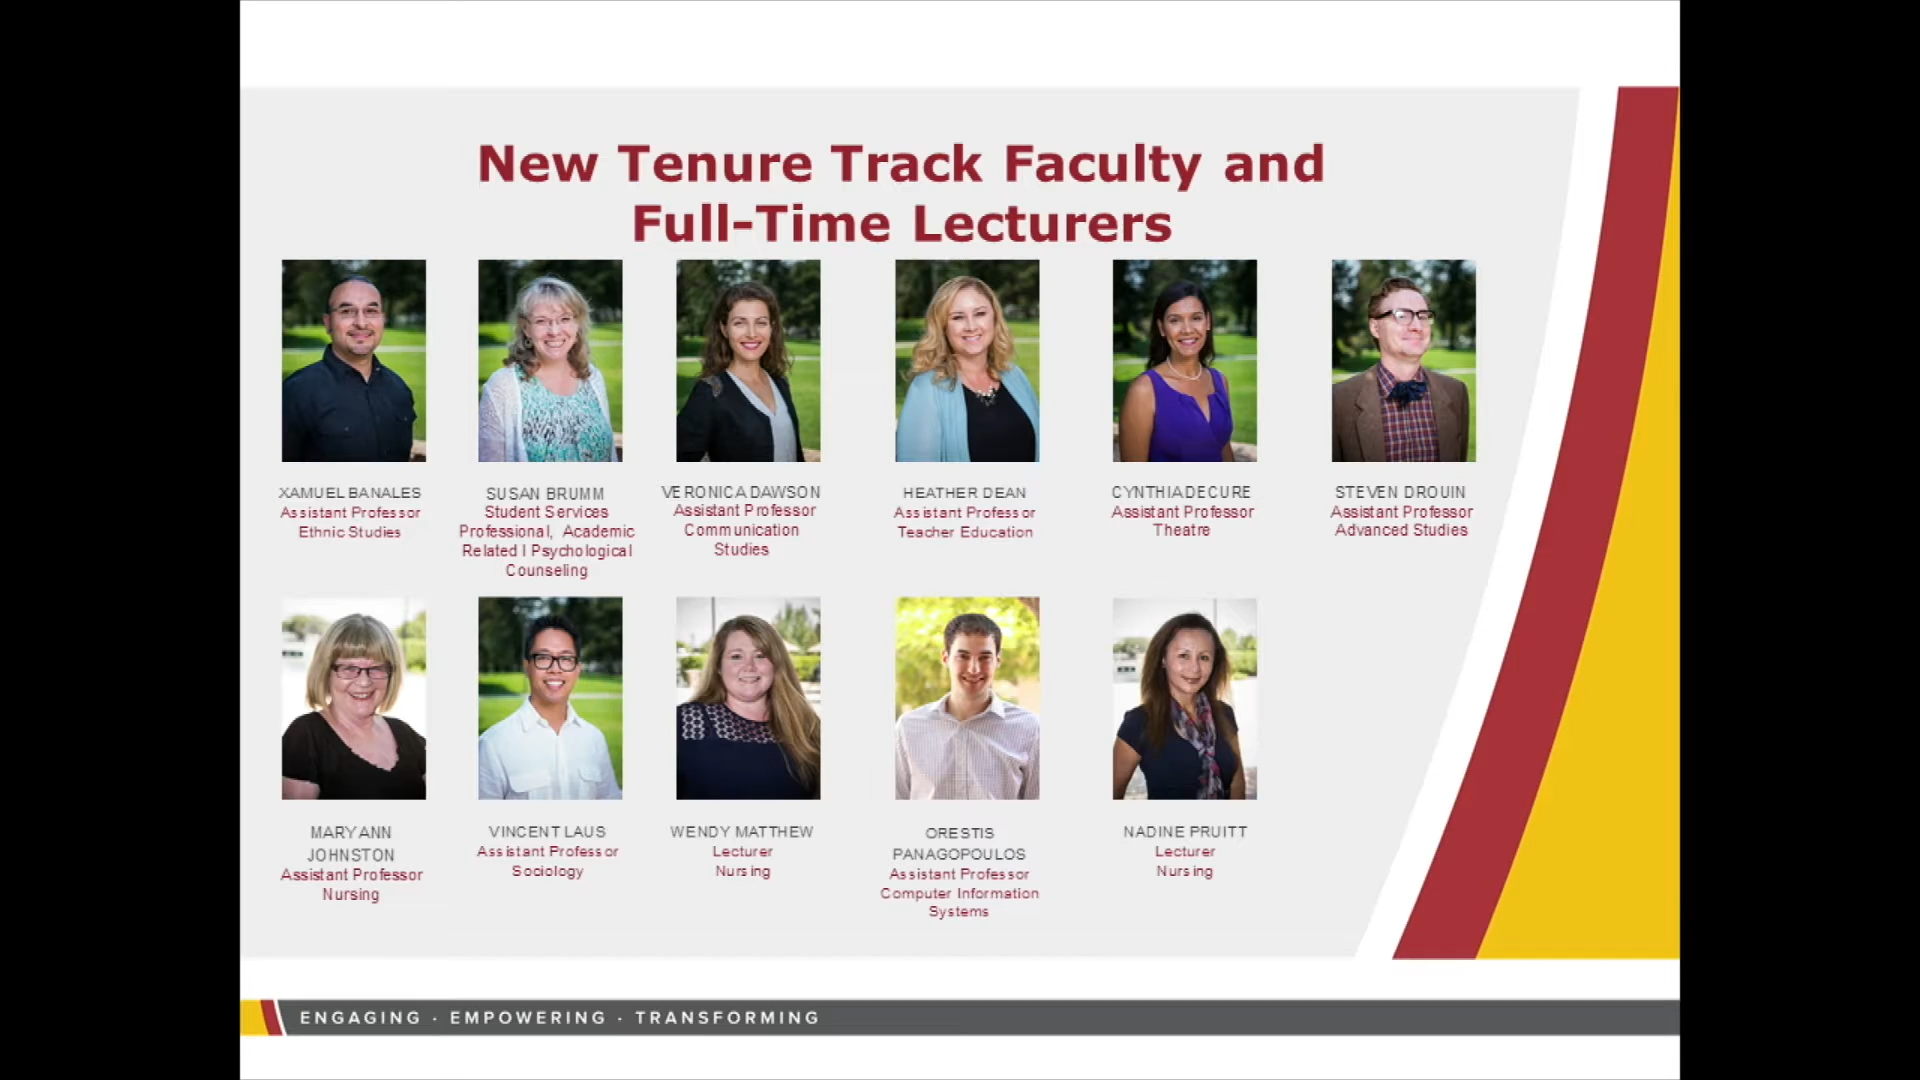 New Tenure Track Faculty and
Full-Time Lecturers
XAMUEL BANALES
Assistant Professor
Ethnic Studies
SUSAN BRUMM
Student Services
Professional, Academic
Related I Psychological
Counseling
VERONICA DAWSON
Assistant Professor
Communication
Studies
HEATHER DEAN
Assistant Professor
Teacher Education
CYNTHIA DECURE
Assistant Professor
Theatre
STEVEN DROUIN
Assistant Professor
Advanced Studies
MARY ANN
JOHNSTON
Assistant Professor
Nursing
VINCENT LAUS
Assistant Professor
Sociology
WENDY MATTHEW
Lecturer
Nursing
ORESTIS
PANAGOPOULOS
Assistant Professor
Computer Information
Systems
NADINE PRUITT
Lecturer
Nursing
ENGAGING · EMPOWERING · TRANSFORMING